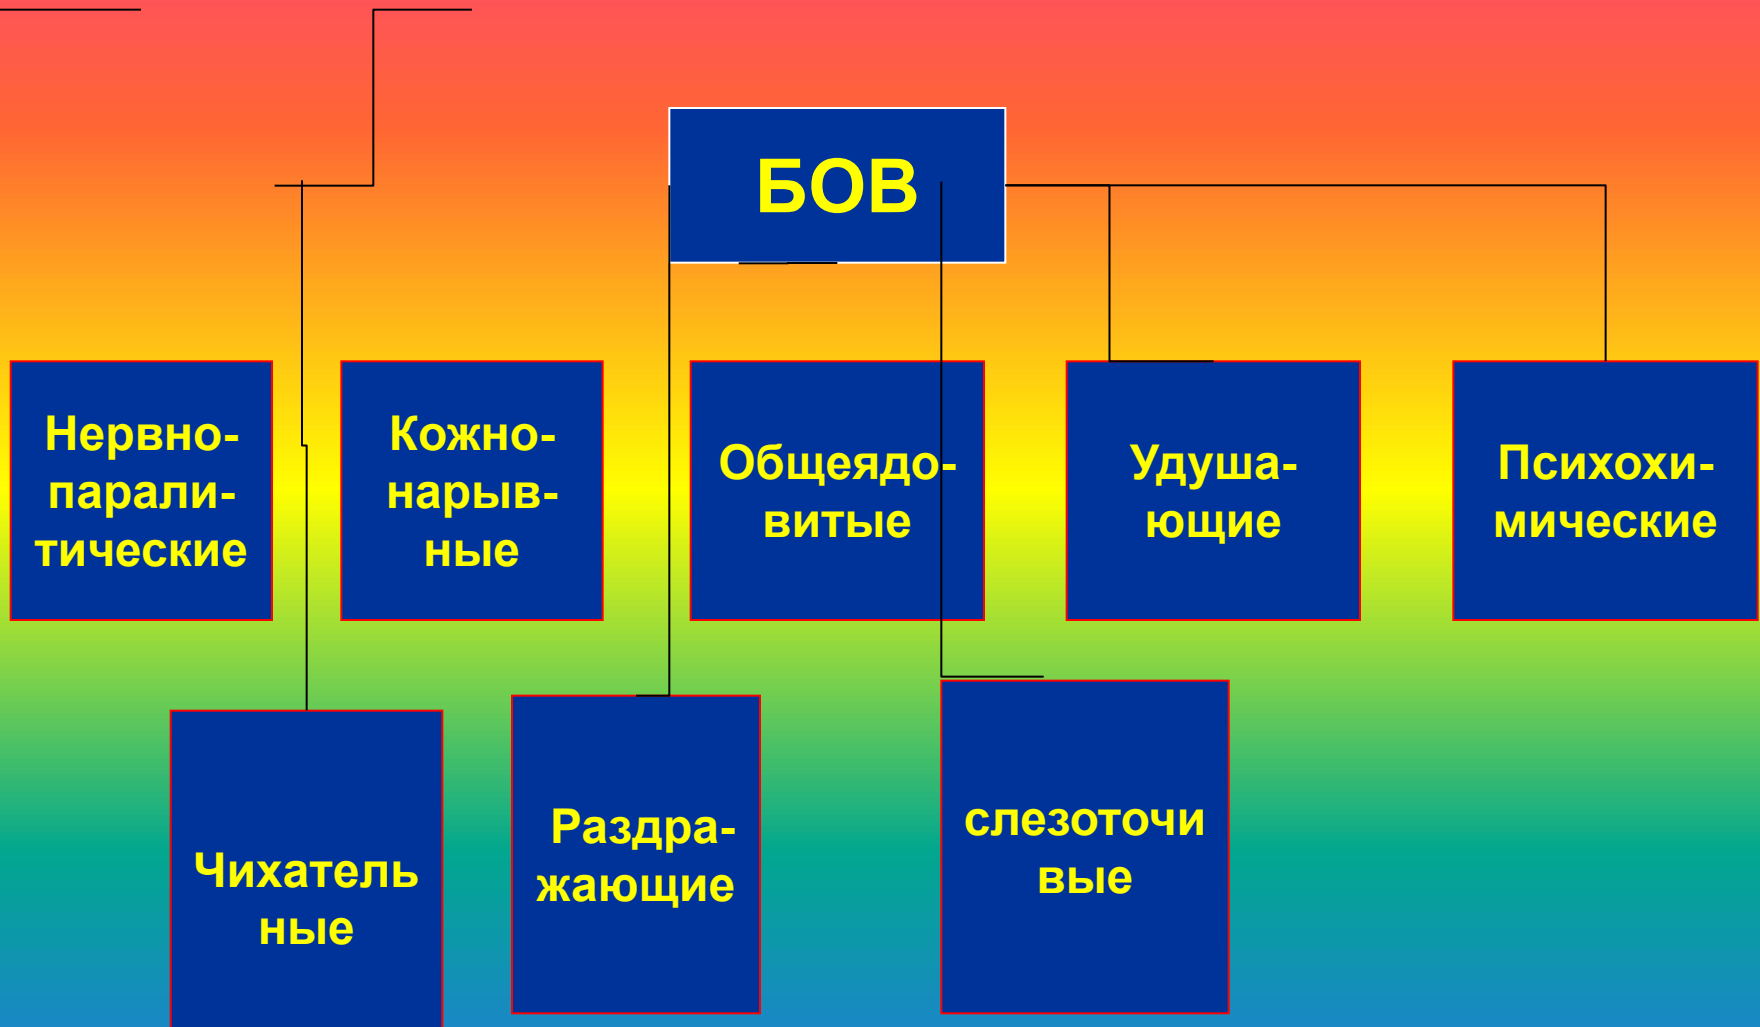 БОВ
Нервно-
парали-
тические
Кожно-
нарыв-
ные
Общеядо-
витые
Удуша-
ющие
Психохи-
мические
Чихатель
ные
Раздра-
жающие
слезоточи
вые